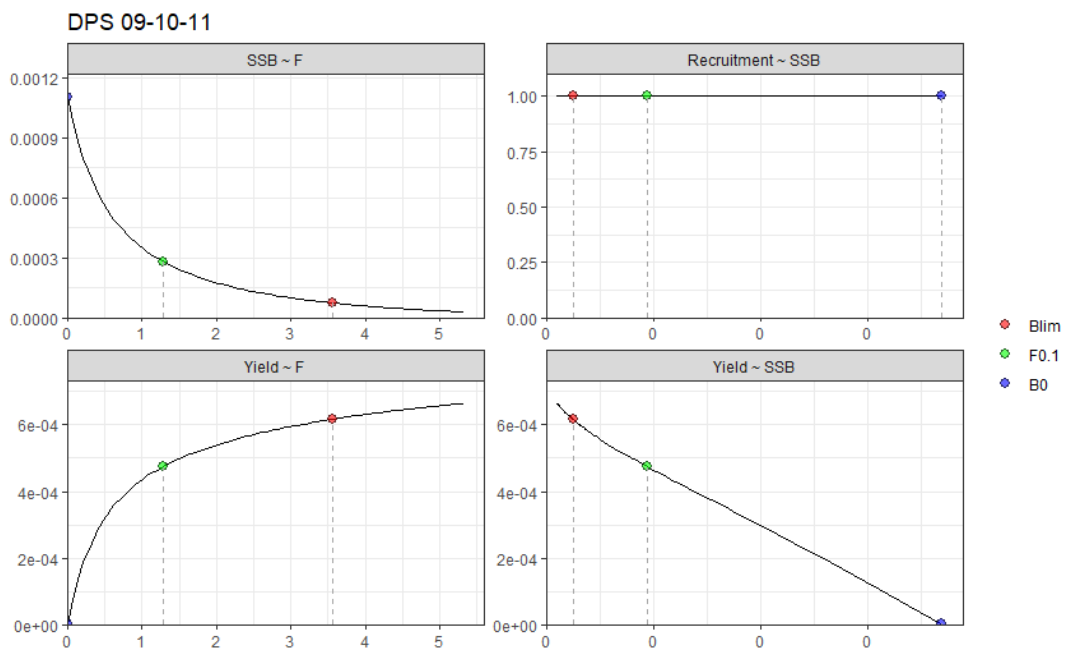 DPS 09-10-11
SSB ~ F
Recruitment ~ SSB
0.0012
0.0009
0.0006
0.0003
0.0000
0 1 2 3 4 5
1.00
0.75
0.50
0.25
0.00
0 0 0 0
Yield ~ F
Yield ~ SSB
6e-04
4e-04
2e-04
0e+00
0 1 2 3 4 5
6e-04
4e-04
2e-04
0e+00
0 0 0 0
Blim
F0.1
B0